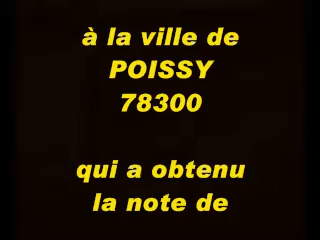 à la ville de
POISSY
78300
qui a obtenu
la note de